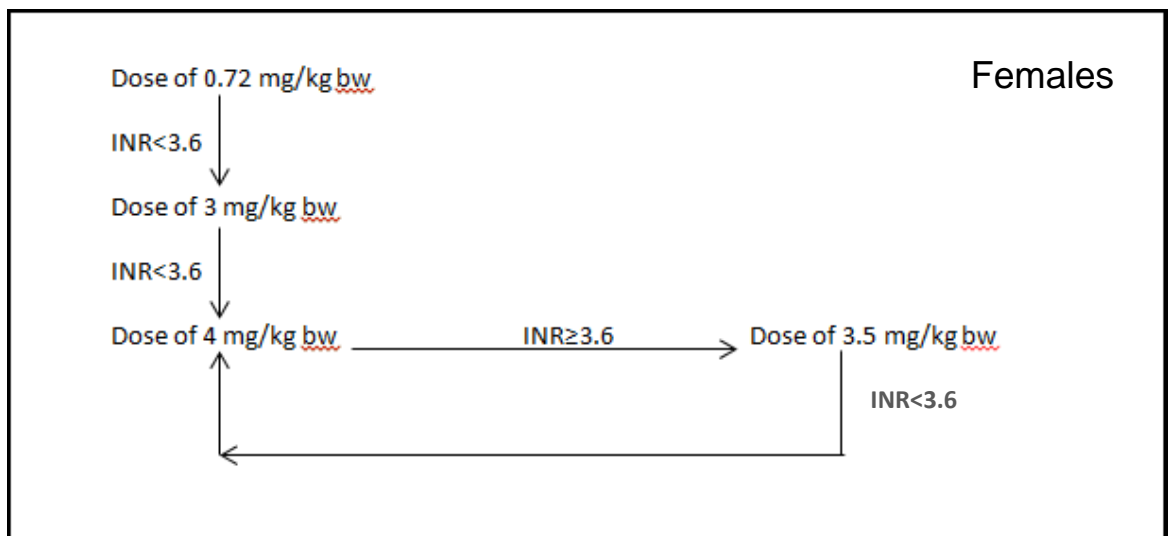 Females
Dose of 0.72 mg/kg bw
INR<3.6
Dose of 3 mg/kg bw
INR<3.6
Dose of 4 mg/kg bw
INR≥3.6
Dose of 3.5 mg/kg bw
INR<3.6